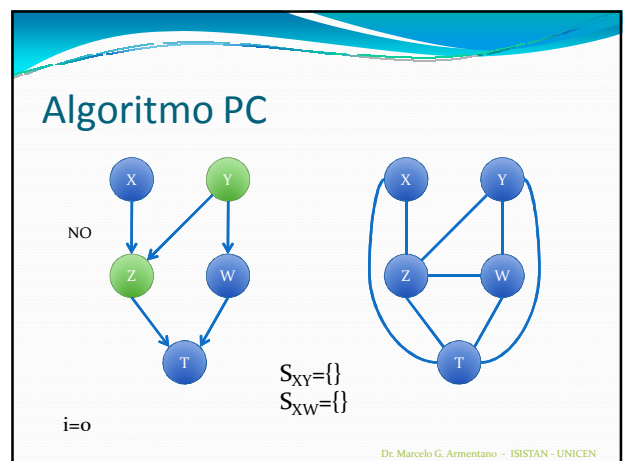 Algoritmo PC
X
Y
NO
Z
W
T
X
Y
Z
W
T
S_XY={}
S_XW={}
i=0
Dr. Marcelo G. Armentano - ISISTAN - UNICEN